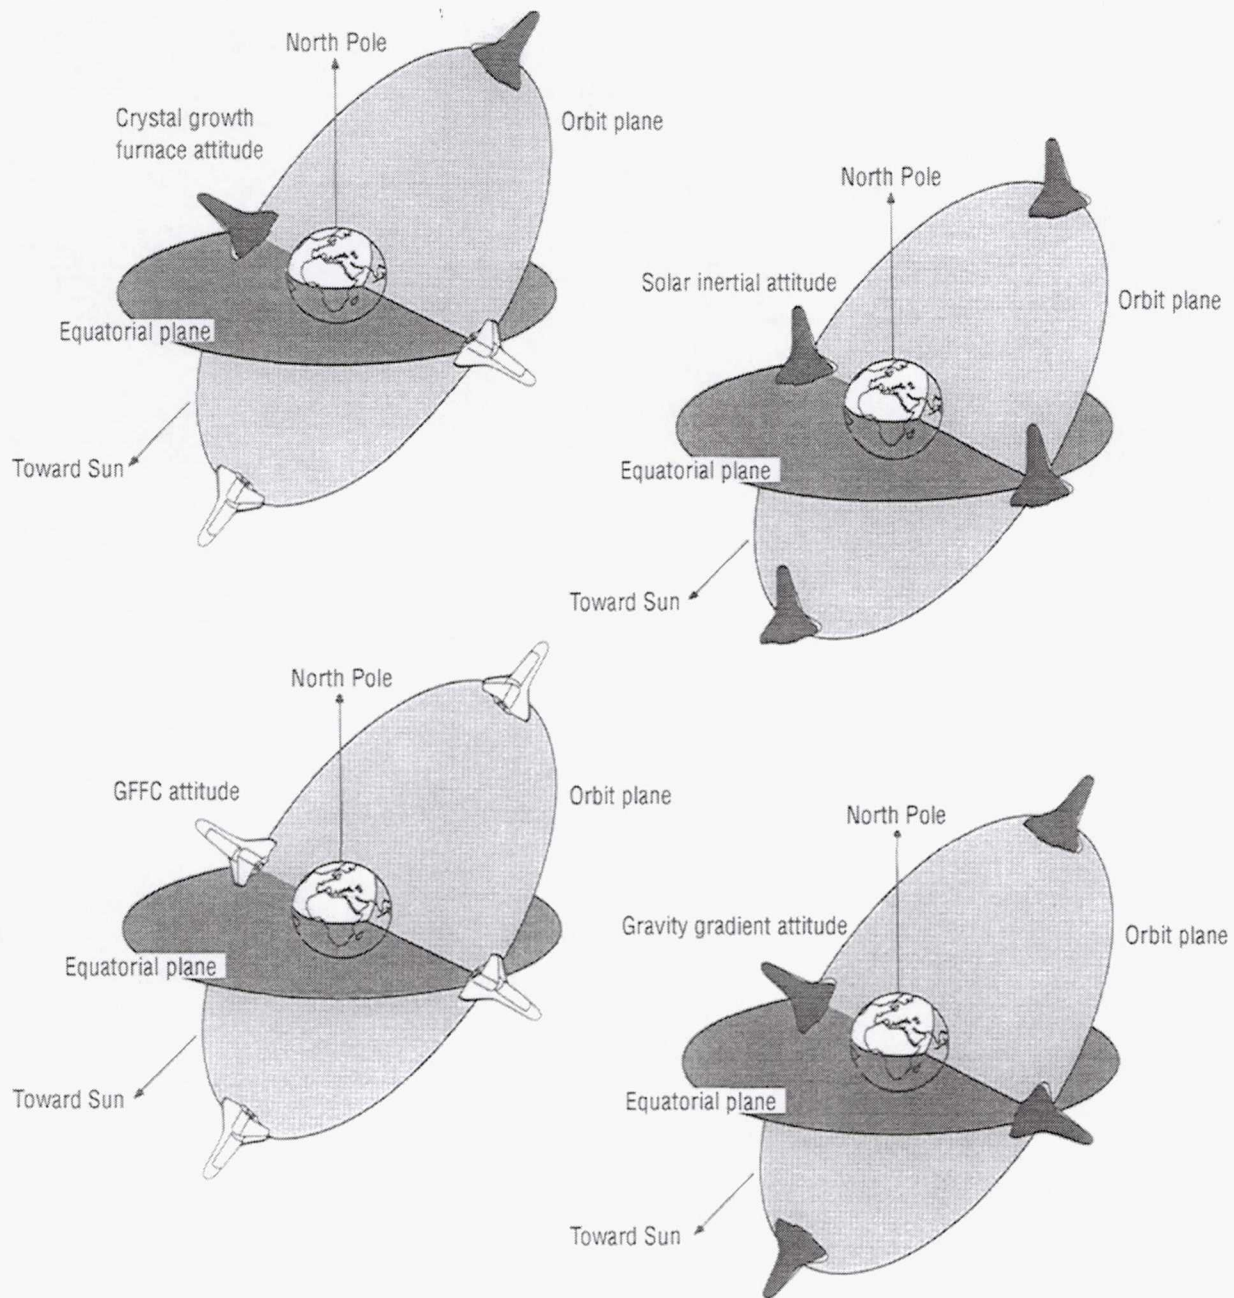 North Pole
Crystal growth
furnace attitude
Orbit plane
Equatorial plane
Toward Sun
North Pole
Solar inertial attitude
Orbit plane
Equatorial plane
Toward Sun
North Pole
GFFC attitude
Orbit plane
Equatorial plane
Toward Sun
North Pole
Gravity gradient attitude
Orbit plane
Equatorial plane
Toward Sun